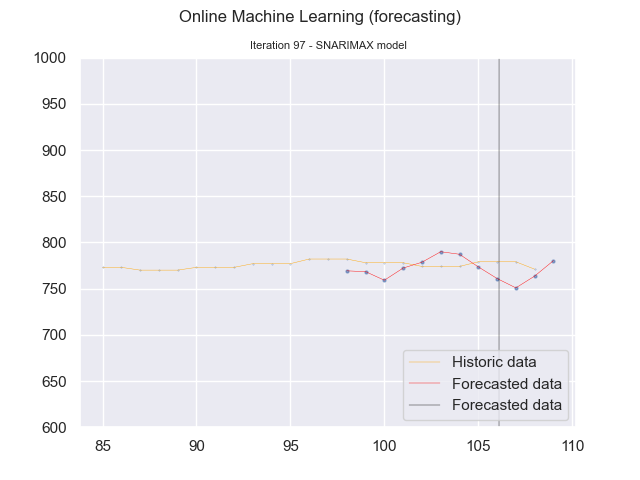 Online Machine Learning (forecasting)
Iteration 97 - SNARIMAX model
1000
950
900
850
800
750
700
650
600
Historic data
Forecasted data
Forecasted data
85 90 95 100 105 110